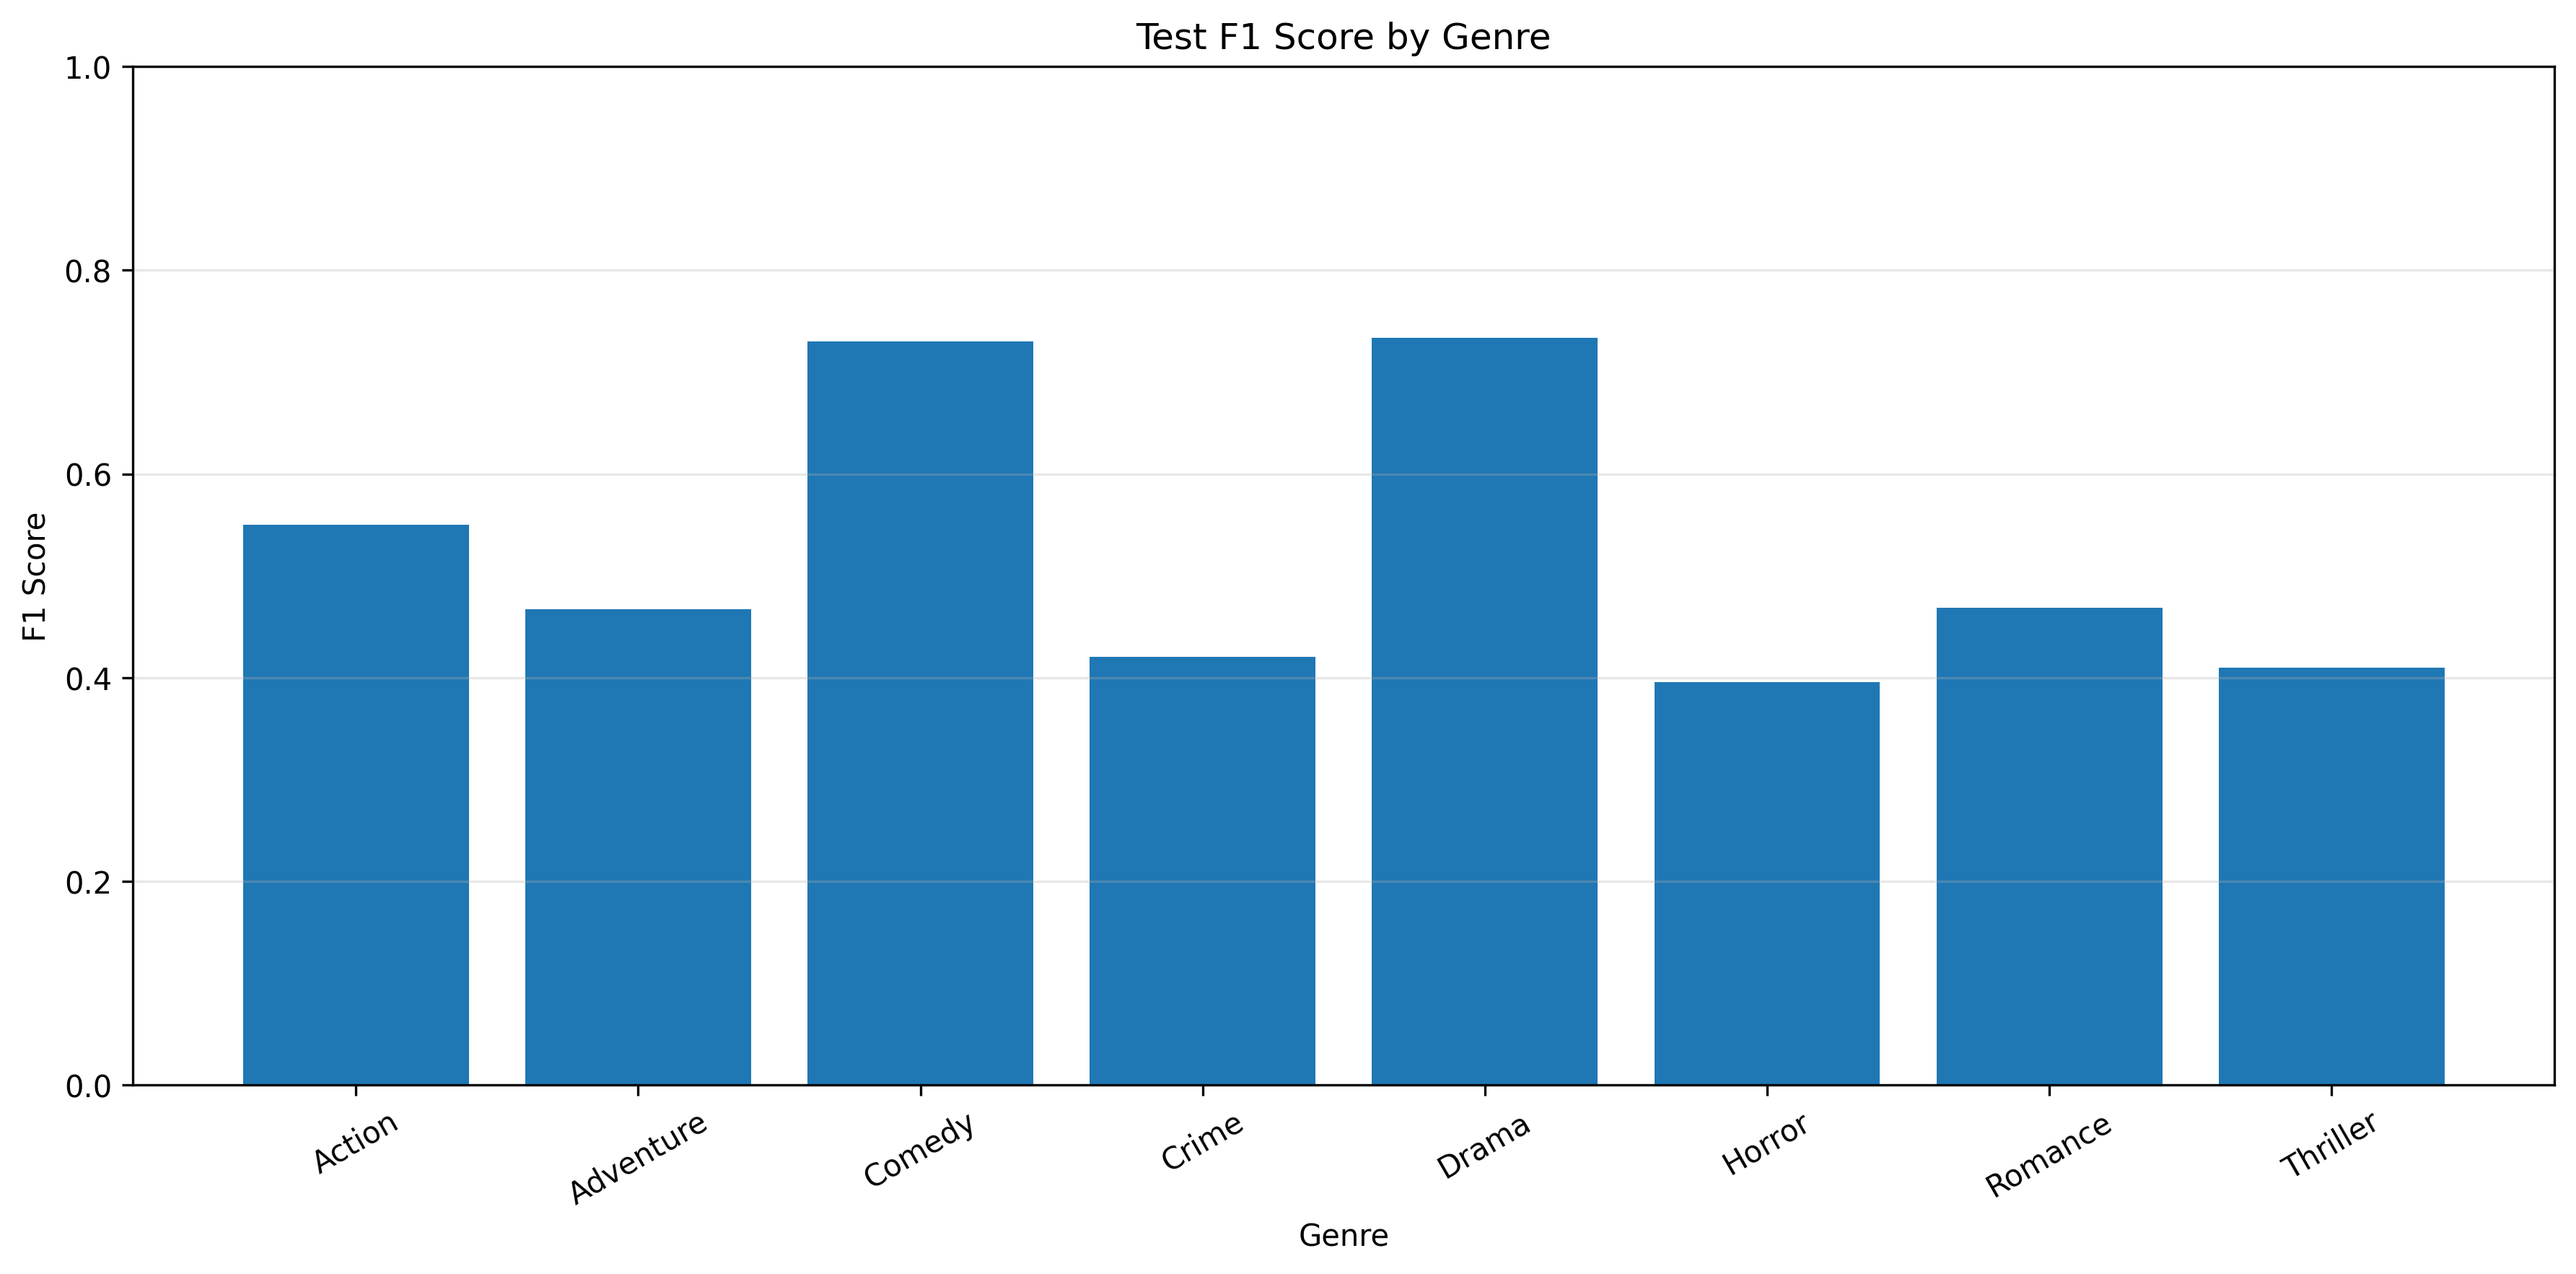 Test F1 Score by Genre
1.0
0.8
0.6
0.4
0.2
0.0
F1 Score
Action
Adventure
Comedy
Crime
Drama
Horror
Romance
Thriller
Genre